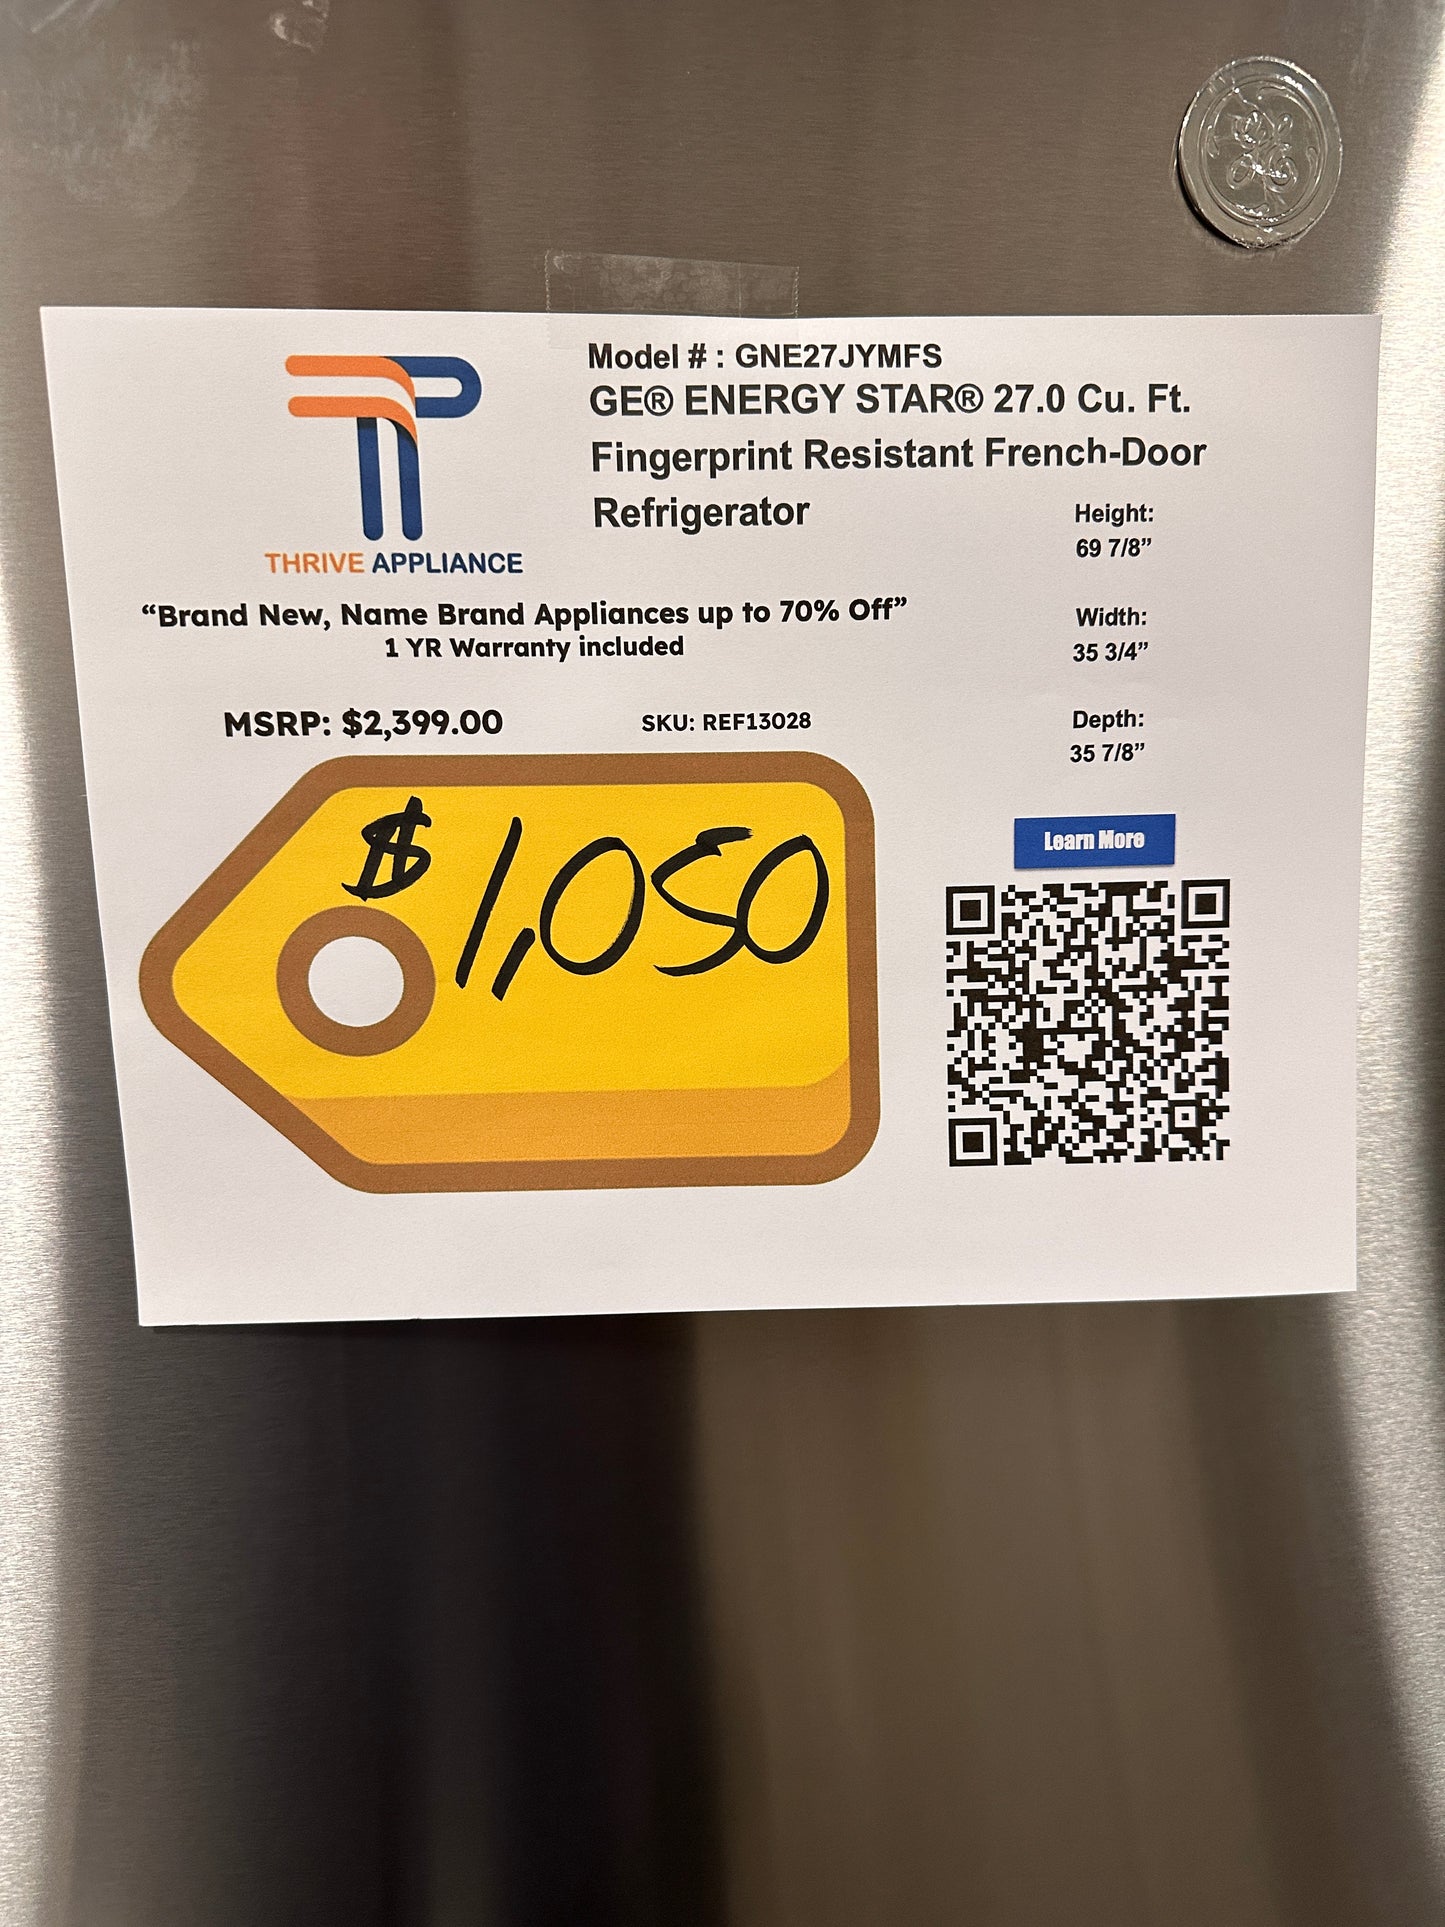 Model # : GNE27JYMFS
GE® ENERGY STAR® 27.0 Cu. Ft.
Fingerprint Resistant French-Door
Refrigerator
THRIVE APPLIANCE
“Brand New, Name Brand Appliances up to 70% Off”
1 YR Warranty included
MSRP: $2,399.00
SKU: REF13028
Height:
69 7/8”
Width:
35 3/4”
Depth:
35 7/8”
$1,050
Learn More